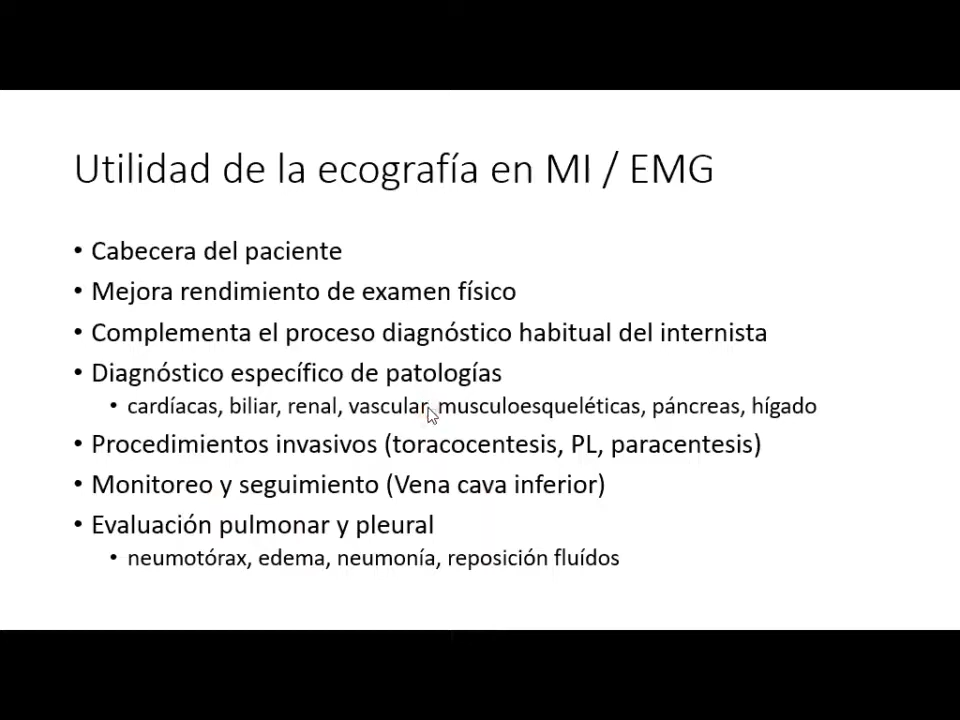 Utilidad de la ecografía en MI / EMG
• Cabecera del paciente
• Mejora rendimiento de examen físico
• Complementa el proceso diagnóstico habitual del internista
• Diagnóstico específico de patologías
• cardíacas, biliar, renal, vascular, musculoesqueléticas, páncreas, hígado
• Procedimientos invasivos (toracocentesis, PL, paracentesis)
• Monitoreo y seguimiento (Vena cava inferior)
• Evaluación pulmonar y pleural
• neumotórax, edema, neumonía, reposición fluídos